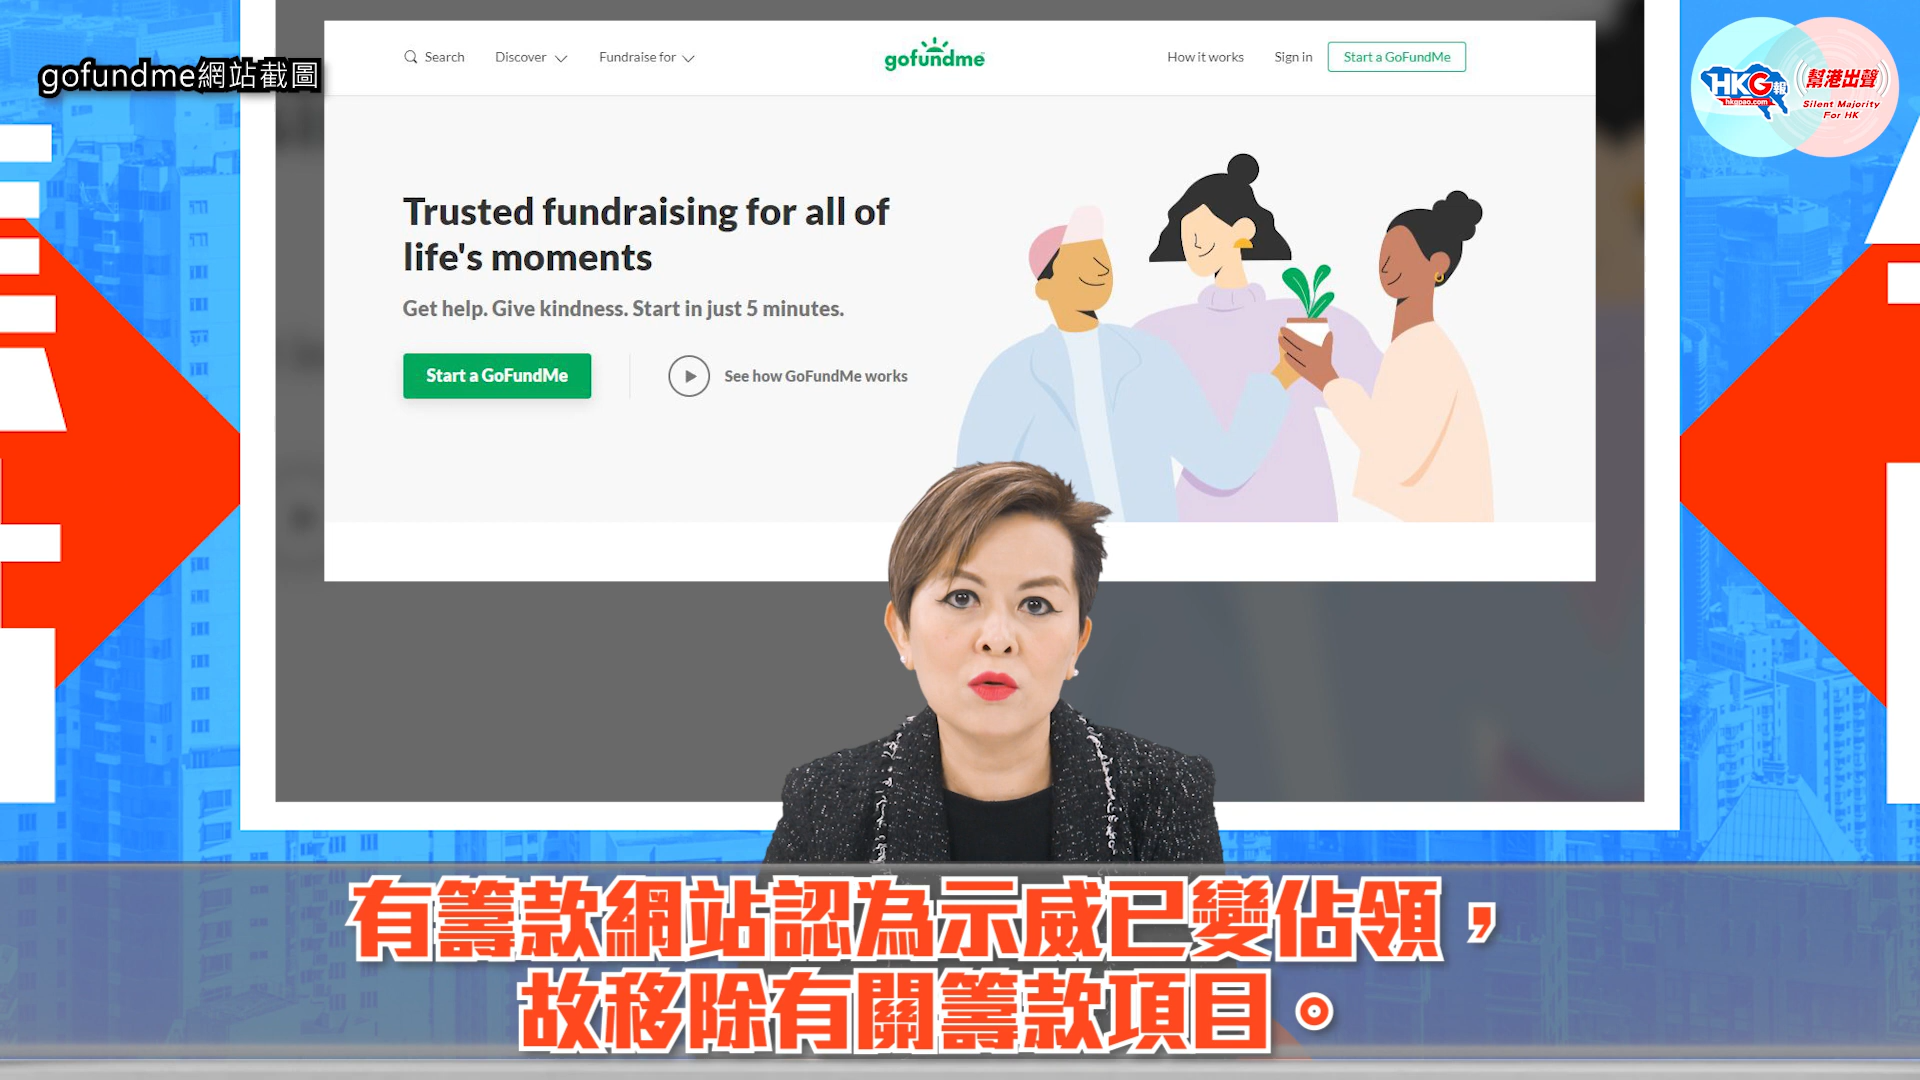 gofundme網站截圖
Search
Discover
Fundraise for
gofundme
How it works
Sign in
Start a GoFundMe
HKG報
hkgpao.com
幫港出聲
Silent Majority
For HK
Trusted fundraising for all of
life's moments
Get help. Give kindness. Start in just 5 minutes.
Start a GoFundMe
See how GoFundMe works
有籌款網站認為示威已變佔領，
故移除有關籌款項目。